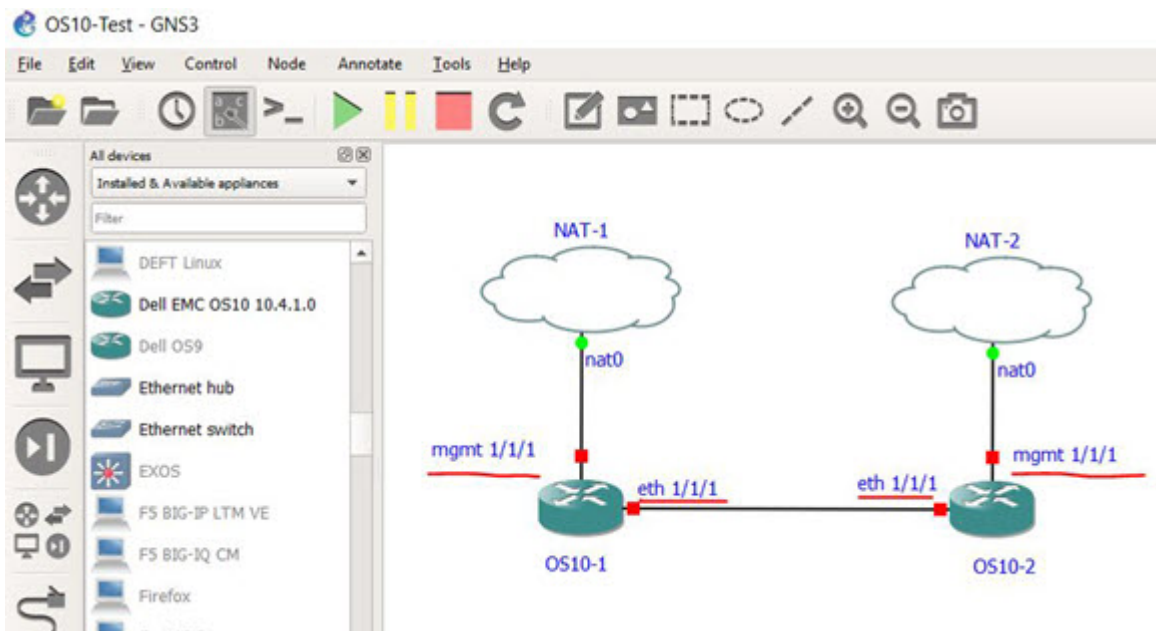 OS10-Test - GNS3
File Edit View Control Node Annotate Tools Help
All devices
Installed & Available appliances
Filter
DEFT Linux
Dell EMC OS10 10.4.1.0
Dell OS9
Ethernet hub
Ethernet switch
EXOS
F5 BIG-IP LTM VE
F5 BIG-IQ CM
Firefox
NAT-1
NAT-2
nat0
nat0
mgmt 1/1/1
mgmt 1/1/1
eth 1/1/1
eth 1/1/1
OS10-1
OS10-2